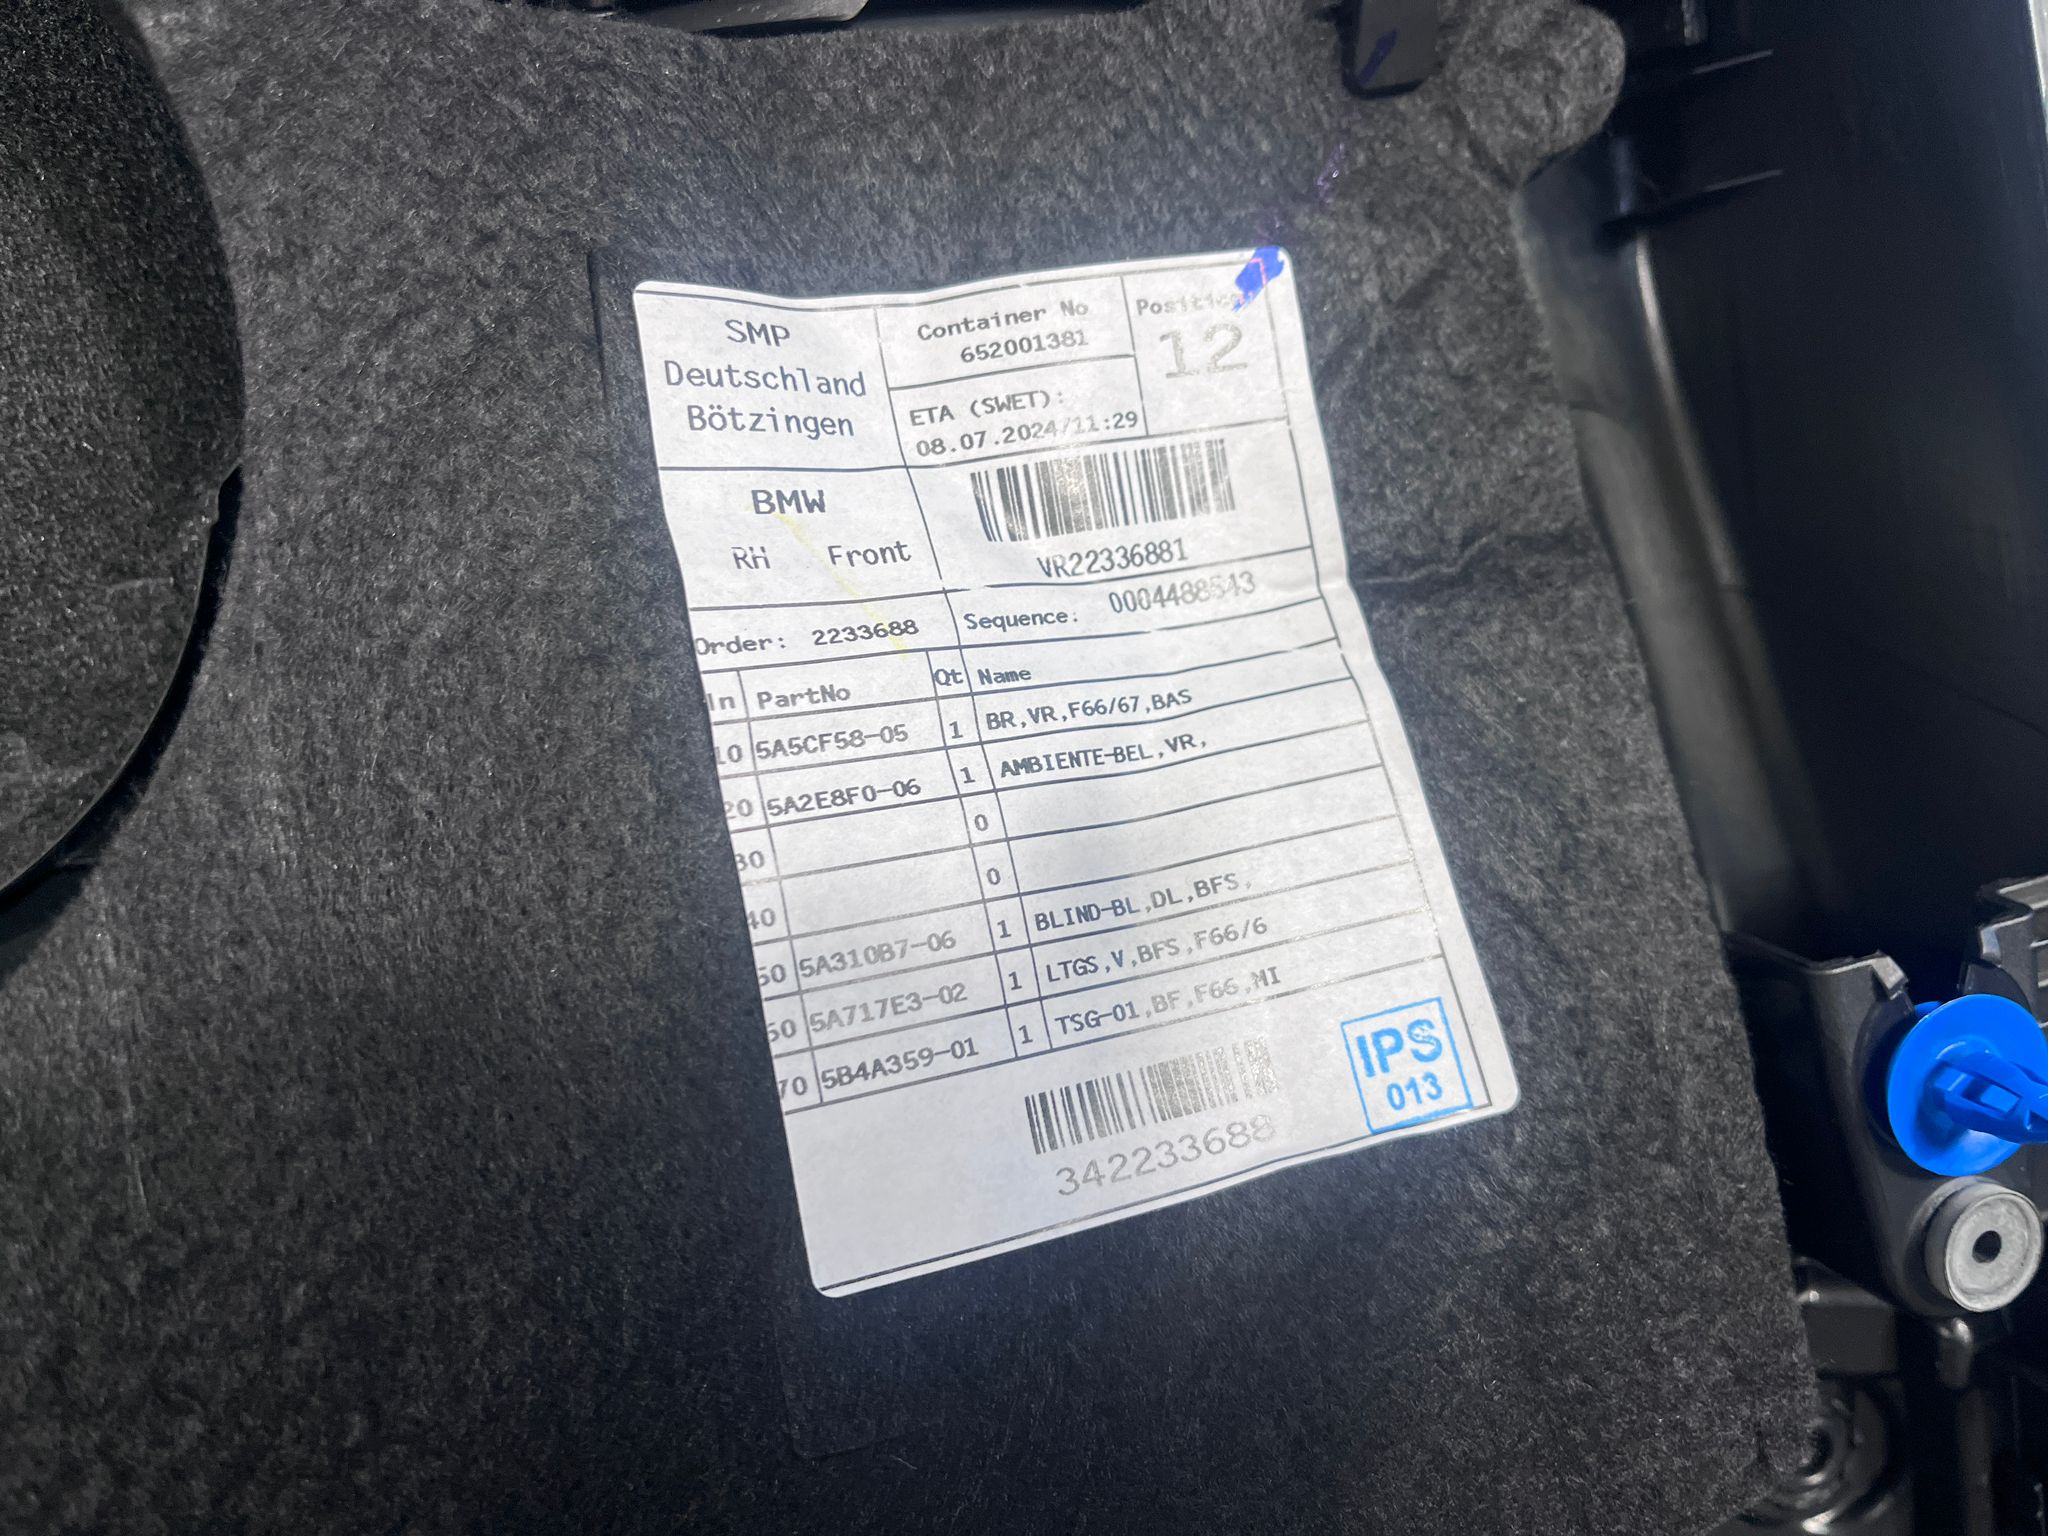 SMP
Deutschland
Bötzingen
Container No
652001381
Position
12
ETA (SWET):
08.07.2024/11:29
BMW
RH Front
VR22336881
Order: 2233688
Sequence: 0004488543
ln PartNo Qt Name
10 5A5CF58-05 1 BR,VR,F66/67,BAS
20 5A2E8F0-06 1 AMBIENTE-BEL,VR,
30 0
40 0
50 5A310B7-06 1 BLIND-BL,DL,BFS,
60 5A717E3-02 1 LTGS,V,BFS,F66/6
70 5B4A359-01 1 TSG-01,BF,F66,MI
342233688
IPS
013